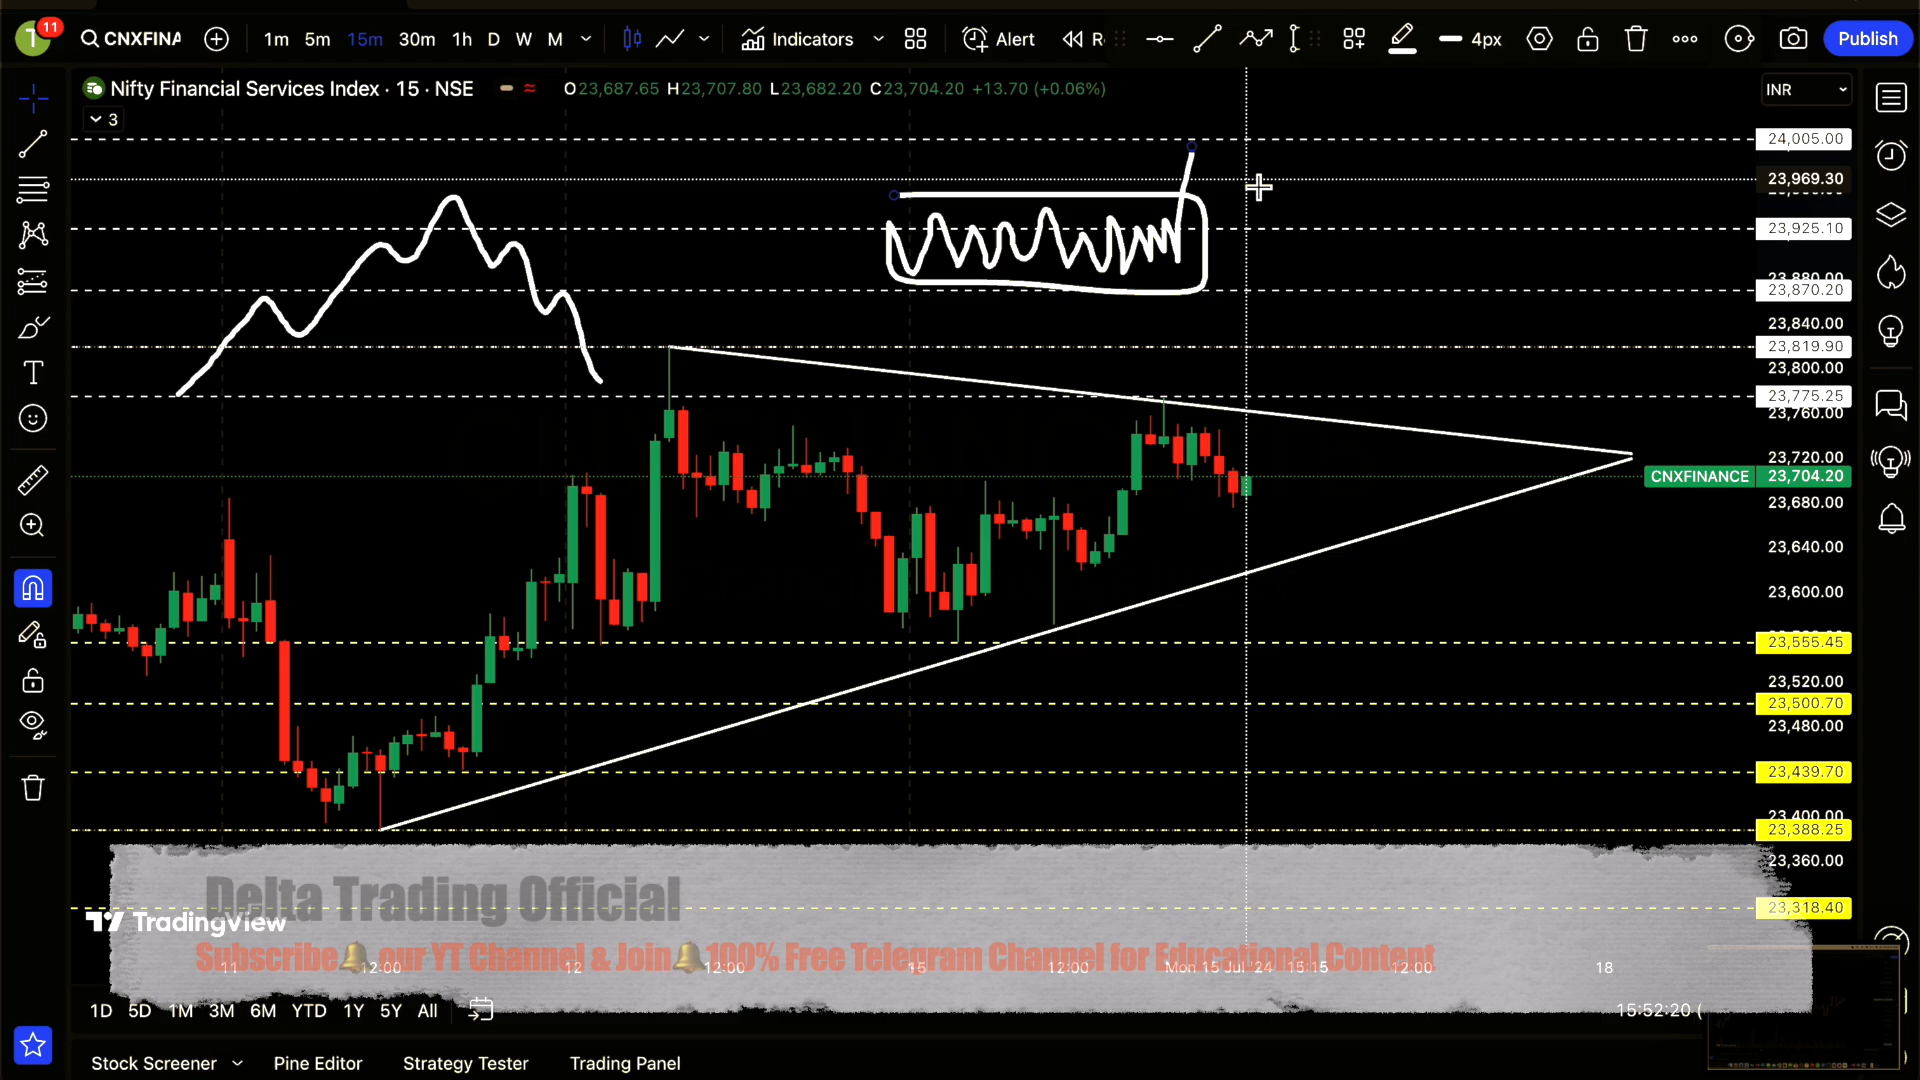 T 11 CNXFINA 1m 5m 15m 30m 1h D W M Indicators Alert R 4px Publish
Nifty Financial Services Index · 15 · NSE O23,687.65 H23,707.80 L23,682.20 C23,704.20 +13.70 (+0.06%) INR
3
24,005.00
23,969.30
23,925.10
23,880.00
23,870.20
23,840.00
23,819.90
23,800.00
23,775.25
23,760.00
23,720.00
CNXFINANCE 23,704.20
23,680.00
23,640.00
23,600.00
23,555.45
23,520.00
23,500.70
23,480.00
23,439.70
23,400.00
23,388.25
23,360.00
Delta Trading Official
23,318.40
TradingView
Subscribe🔔our YT Channel & Join🔔100% Free Telegram Channel for Educational Content
11 12:00 12 12:00 15 12:00 Mon 15 Jul '24 15:15 12:00 18
1D 5D 1M 3M 6M YTD 1Y 5Y All 15:52:20 (
Stock Screener Pine Editor Strategy Tester Trading Panel